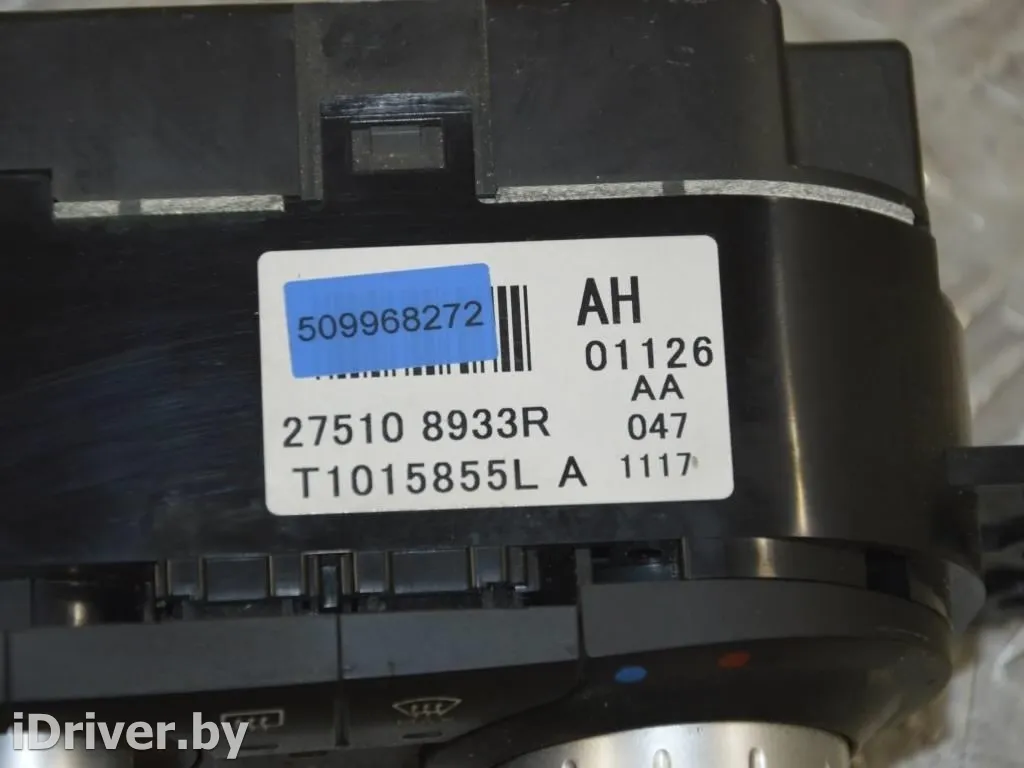 509968272
AH
01126
AA
27510 8933R
047
T1015855L A
1117
iDriver.by